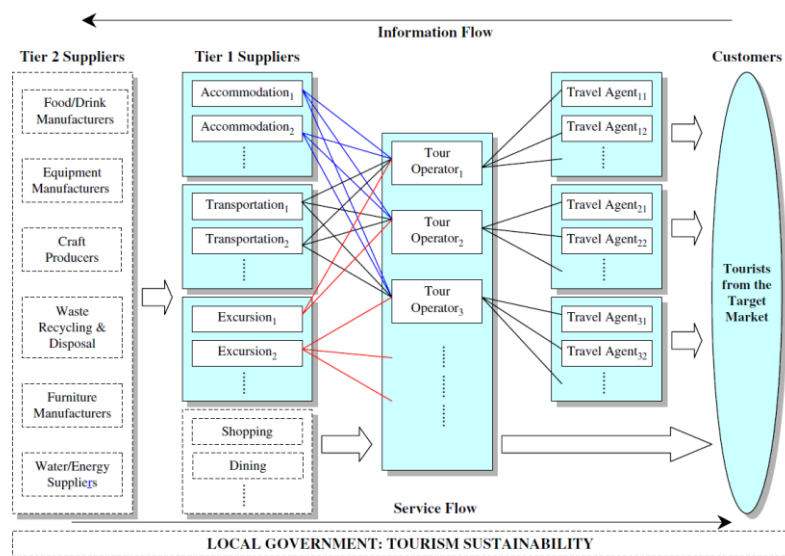 Information Flow
Tier 2 Suppliers
Food/Drink
Manufacturers
Equipment
Manufacturers
Craft
Producers
Waste
Recycling &
Disposal
Furniture
Manufacturers
Water/Energy
Suppliers
Tier 1 Suppliers
Accommodation1
Accommodation2
Transportation1
Transportation2
Excursion1
Excursion2
Shopping
Dining
Tour
Operator1
Tour
Operator2
Tour
Operator3
Travel Agent11
Travel Agent12
Travel Agent21
Travel Agent22
Travel Agent31
Travel Agent32
Customers
Tourists
from the
Target
Market
Service Flow
LOCAL GOVERNMENT: TOURISM SUSTAINABILITY